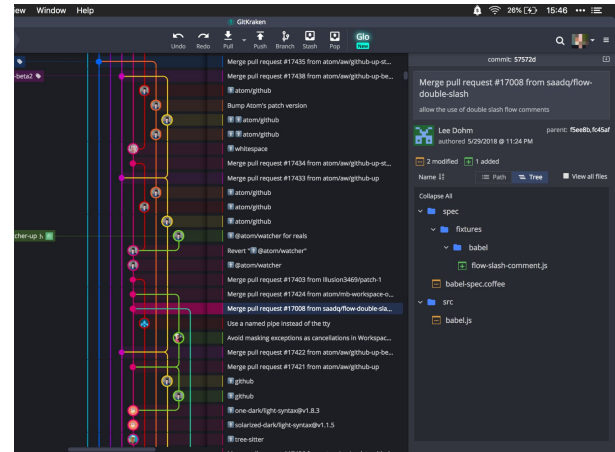 ew Window Help
26% 15:46
GitKraken
Undo Redo Pull Push Branch Stash Pop Glo
New
commit: 57572d
Merge pull request #17435 from atom/aw/github-up-st...
-beta2
Merge pull request #17438 from atom/aw/github-up-be...
atom/github
Bump Atom's patch version
atom/github
atom/github
whitespace
Merge pull request #17434 from atom/aw/github-up-st...
Merge pull request #17433 from atom/aw/github-up
atom/github
atom/github
atom/github
cher-up
@atom/watcher for reals
Revert "@atom/watcher"
@atom/watcher
Merge pull request #17403 from Illusion3469/patch-1
Merge pull request #17424 from atom/mb-workspace-o...
Merge pull request #17008 from saadq/flow-double-sla...
Use a named pipe instead of the tty
Avoid masking exceptions as cancellations in Workspac...
Merge pull request #17422 from atom/aw/github-up-be...
Merge pull request #17421 from atom/aw/github-up
github
github
one-dark/light-syntax@v1.8.3
solarized-dark/light-syntax@v1.1.5
tree-sitter
Merge pull request #17008 from saadq/flow-
double-slash
allow the use of double slash flow comments
Lee Dohm
authored 5/29/2018 @ 11:24 PM
parent: f5ee8b,fc45af
2 modified 1 added
Name Path Tree View all files
Collapse All
spec
fixtures
babel
flow-slash-comment.js
babel-spec.coffee
src
babel.js